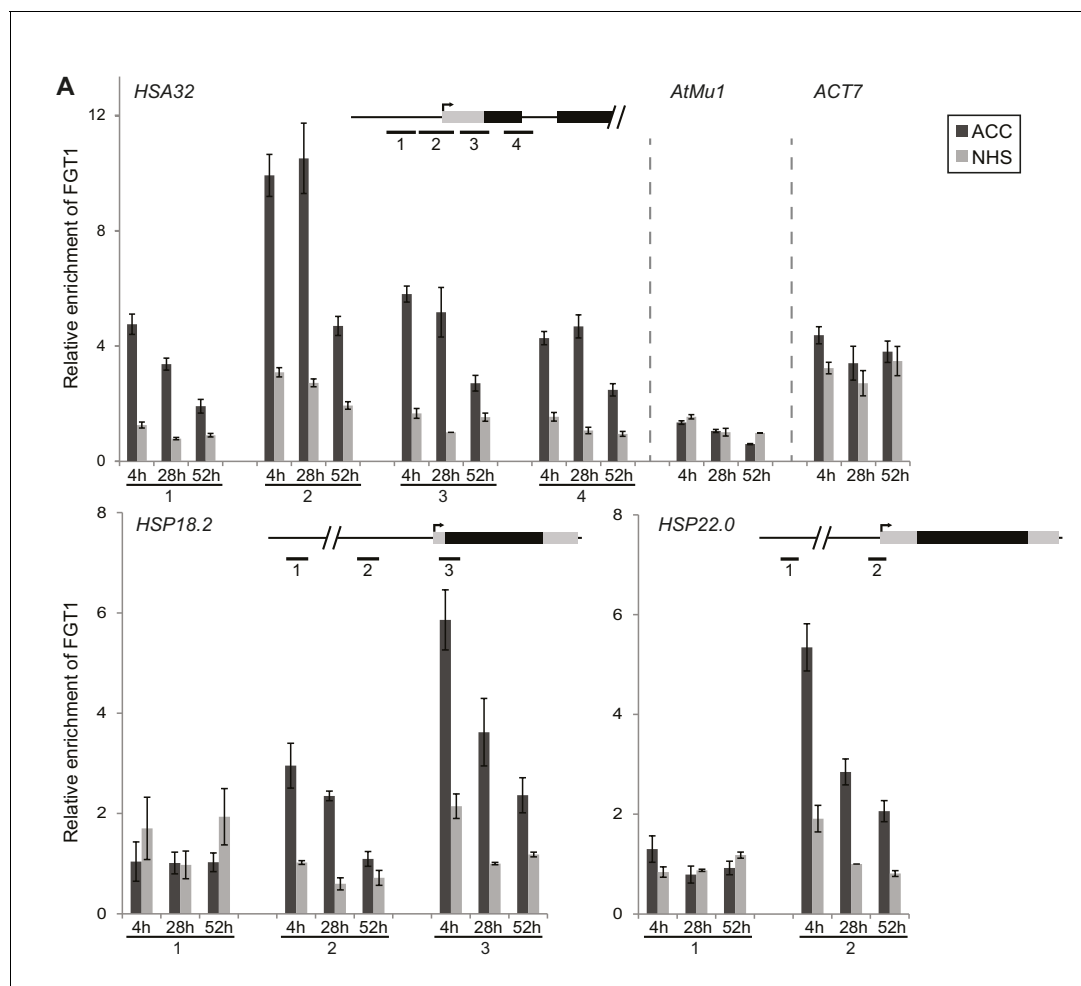 A
HSA32
AtMu1
ACT7
ACC
NHS
1 2 3 4
Relative enrichment of FGT1
12
8
4
0
4h 28h 52h 4h 28h 52h 4h 28h 52h 4h 28h 52h 4h 28h 52h 4h 28h 52h
1 2 3 4
HSP18.2
1 2 3
Relative enrichment of FGT1
8
6
4
2
0
4h 28h 52h 4h 28h 52h 4h 28h 52h
1 2 3
HSP22.0
1 2
8
6
4
2
0
4h 28h 52h 4h 28h 52h
1 2